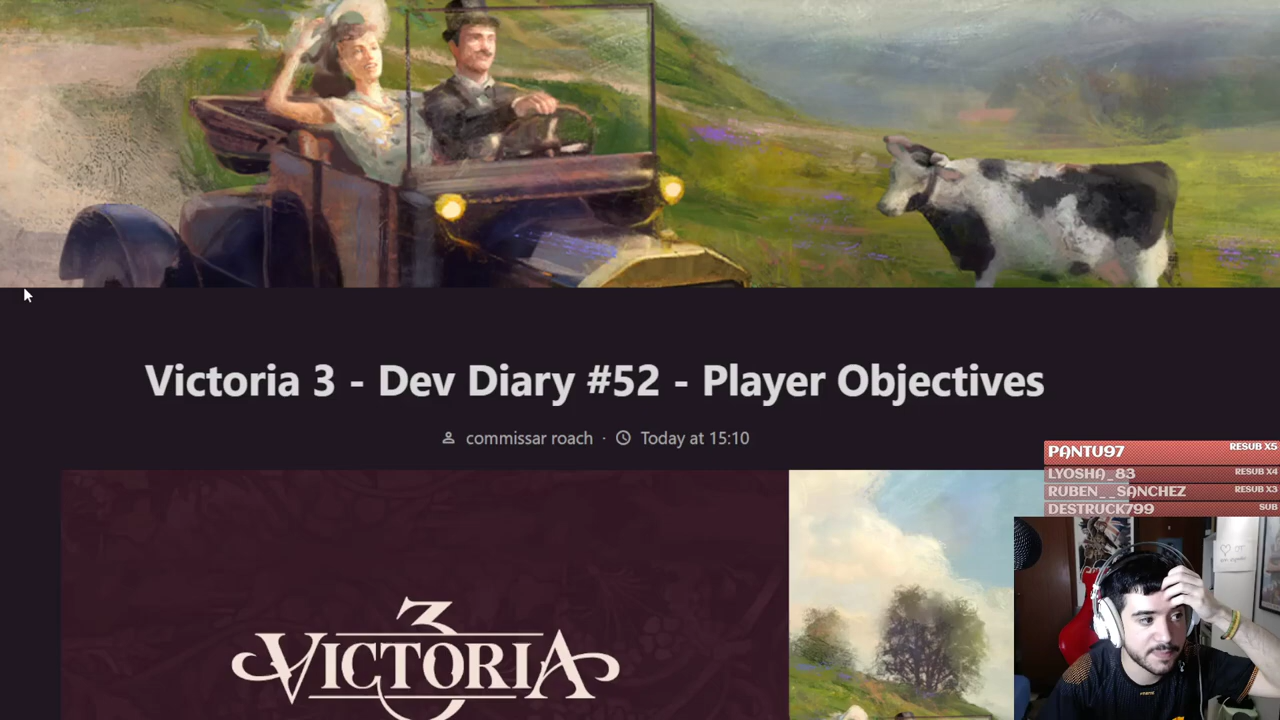 Victoria 3 - Dev Diary #52 - Player Objectives
commissar roach · Today at 15:10
PANTU97 RESUB X5
LYOSHA_83 RESUB X4
RUBEN__SANCHEZ RESUB X3
DESTRUCK799 SUB
3
VICTORIA